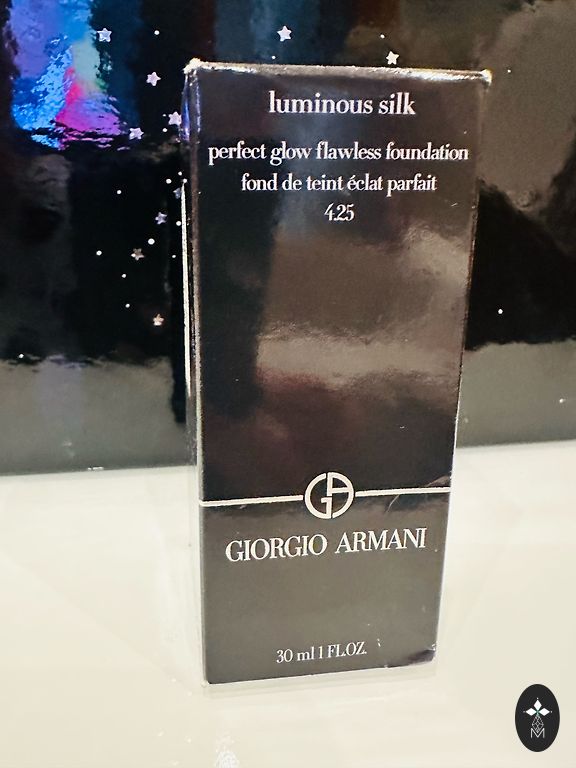 luminous silk
perfect glow flawless foundation
fond de teint éclat parfait
4.25
GA
GIORGIO ARMANI
30 ml 1 FL.OZ.
M